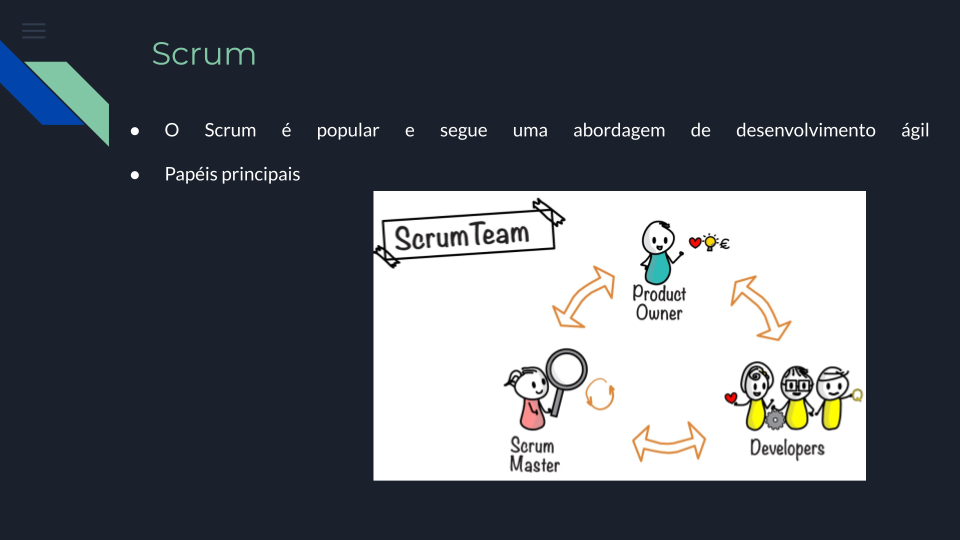 Scrum
● O Scrum é popular e segue uma abordagem de desenvolvimento ágil
● Papéis principais
ScrumTeam
€
Product
Owner
Scrum
Master
Developers